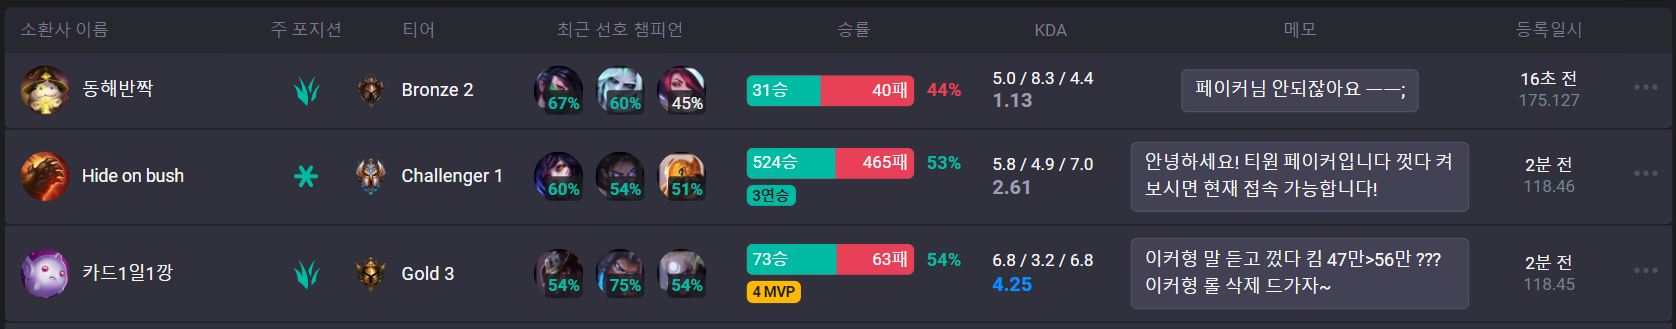 소환사 이름 주 포지션 티어 최근 선호 챔피언 승률 KDA 메모 등록일시
동해반짝 Bronze 2 67% 60% 45% 31승 40패 44% 5.0 / 8.3 / 4.4
1.13
페이커님 안되잖아요 ㅡㅡ;
16초 전
175.127
Hide on bush Challenger 1 60% 54% 51% 524승 465패 53%
3연승
5.8 / 4.9 / 7.0
2.61
안녕하세요! 티원 페이커입니다 껏다 켜
보시면 현재 접속 가능합니다!
2분 전
118.46
카드1일1깡 Gold 3 54% 75% 54% 73승 63패 54%
4 MVP
6.8 / 3.2 / 6.8
4.25
이커형 말 듣고 껐다 킴 47만>56만 ???
이커형 롤 삭제 드가자~
2분 전
118.45